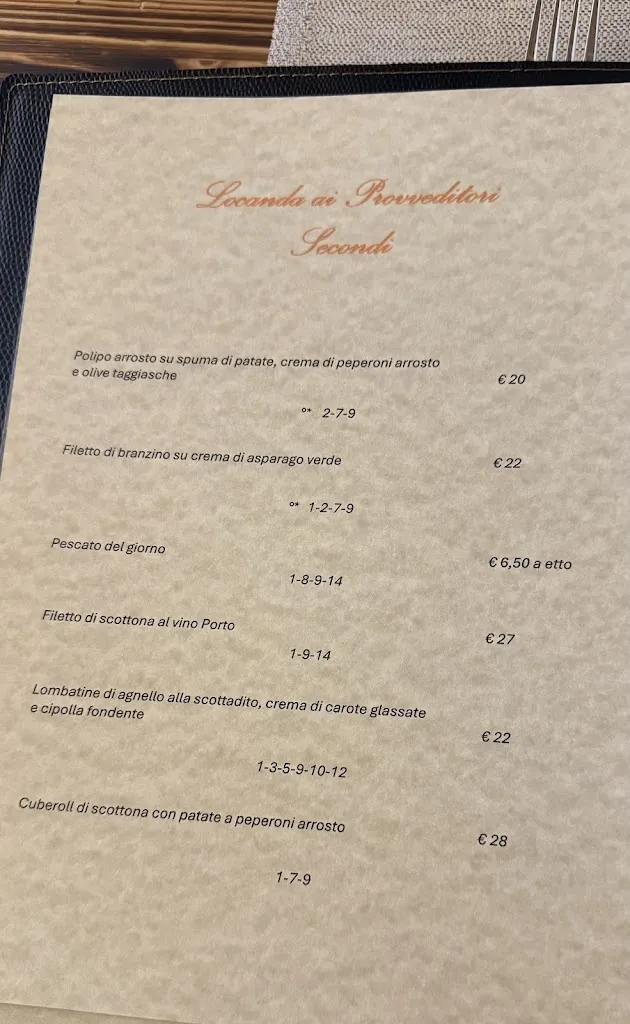 Locanda ai Provveditori
Secondi
Polipo arrosto su spuma di patate, crema di peperoni arrosto
e olive taggiasche
€ 20
°* 2-7-9
Filetto di branzino su crema di asparago verde
€ 22
°* 1-2-7-9
Pescato del giorno
€ 6,50 a etto
1-8-9-14
Filetto di scottona al vino Porto
€ 27
1-9-14
Lombatine di agnello alla scottadito, crema di carote glassate
e cipolla fondente
€ 22
1-3-5-9-10-12
Cuberoll di scottona con patate a peperoni arrosto
€ 28
1-7-9